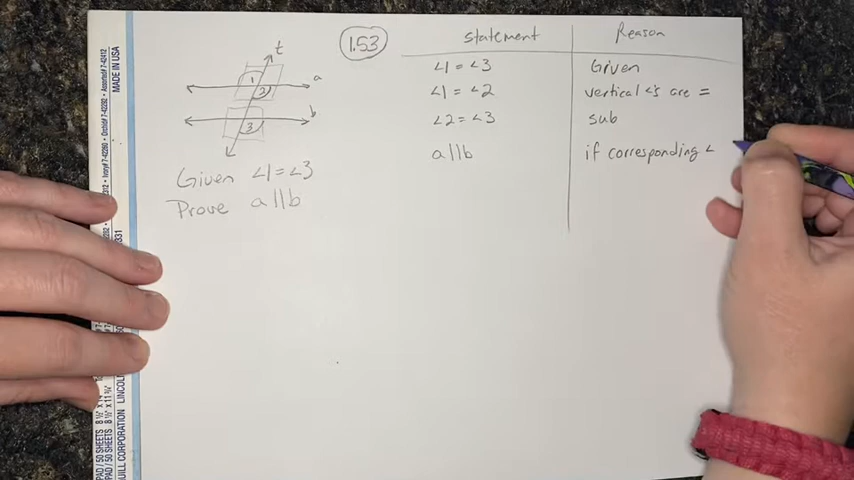 1.53
statement Reason
∠1 = ∠3 Given
∠1 = ∠2 vertical ∠'s are =
∠2 = ∠3 sub
a || b if corresponding ∠
t
a
b
1
2
3
Given ∠1 = ∠3
Prove a || b
MADE IN USA